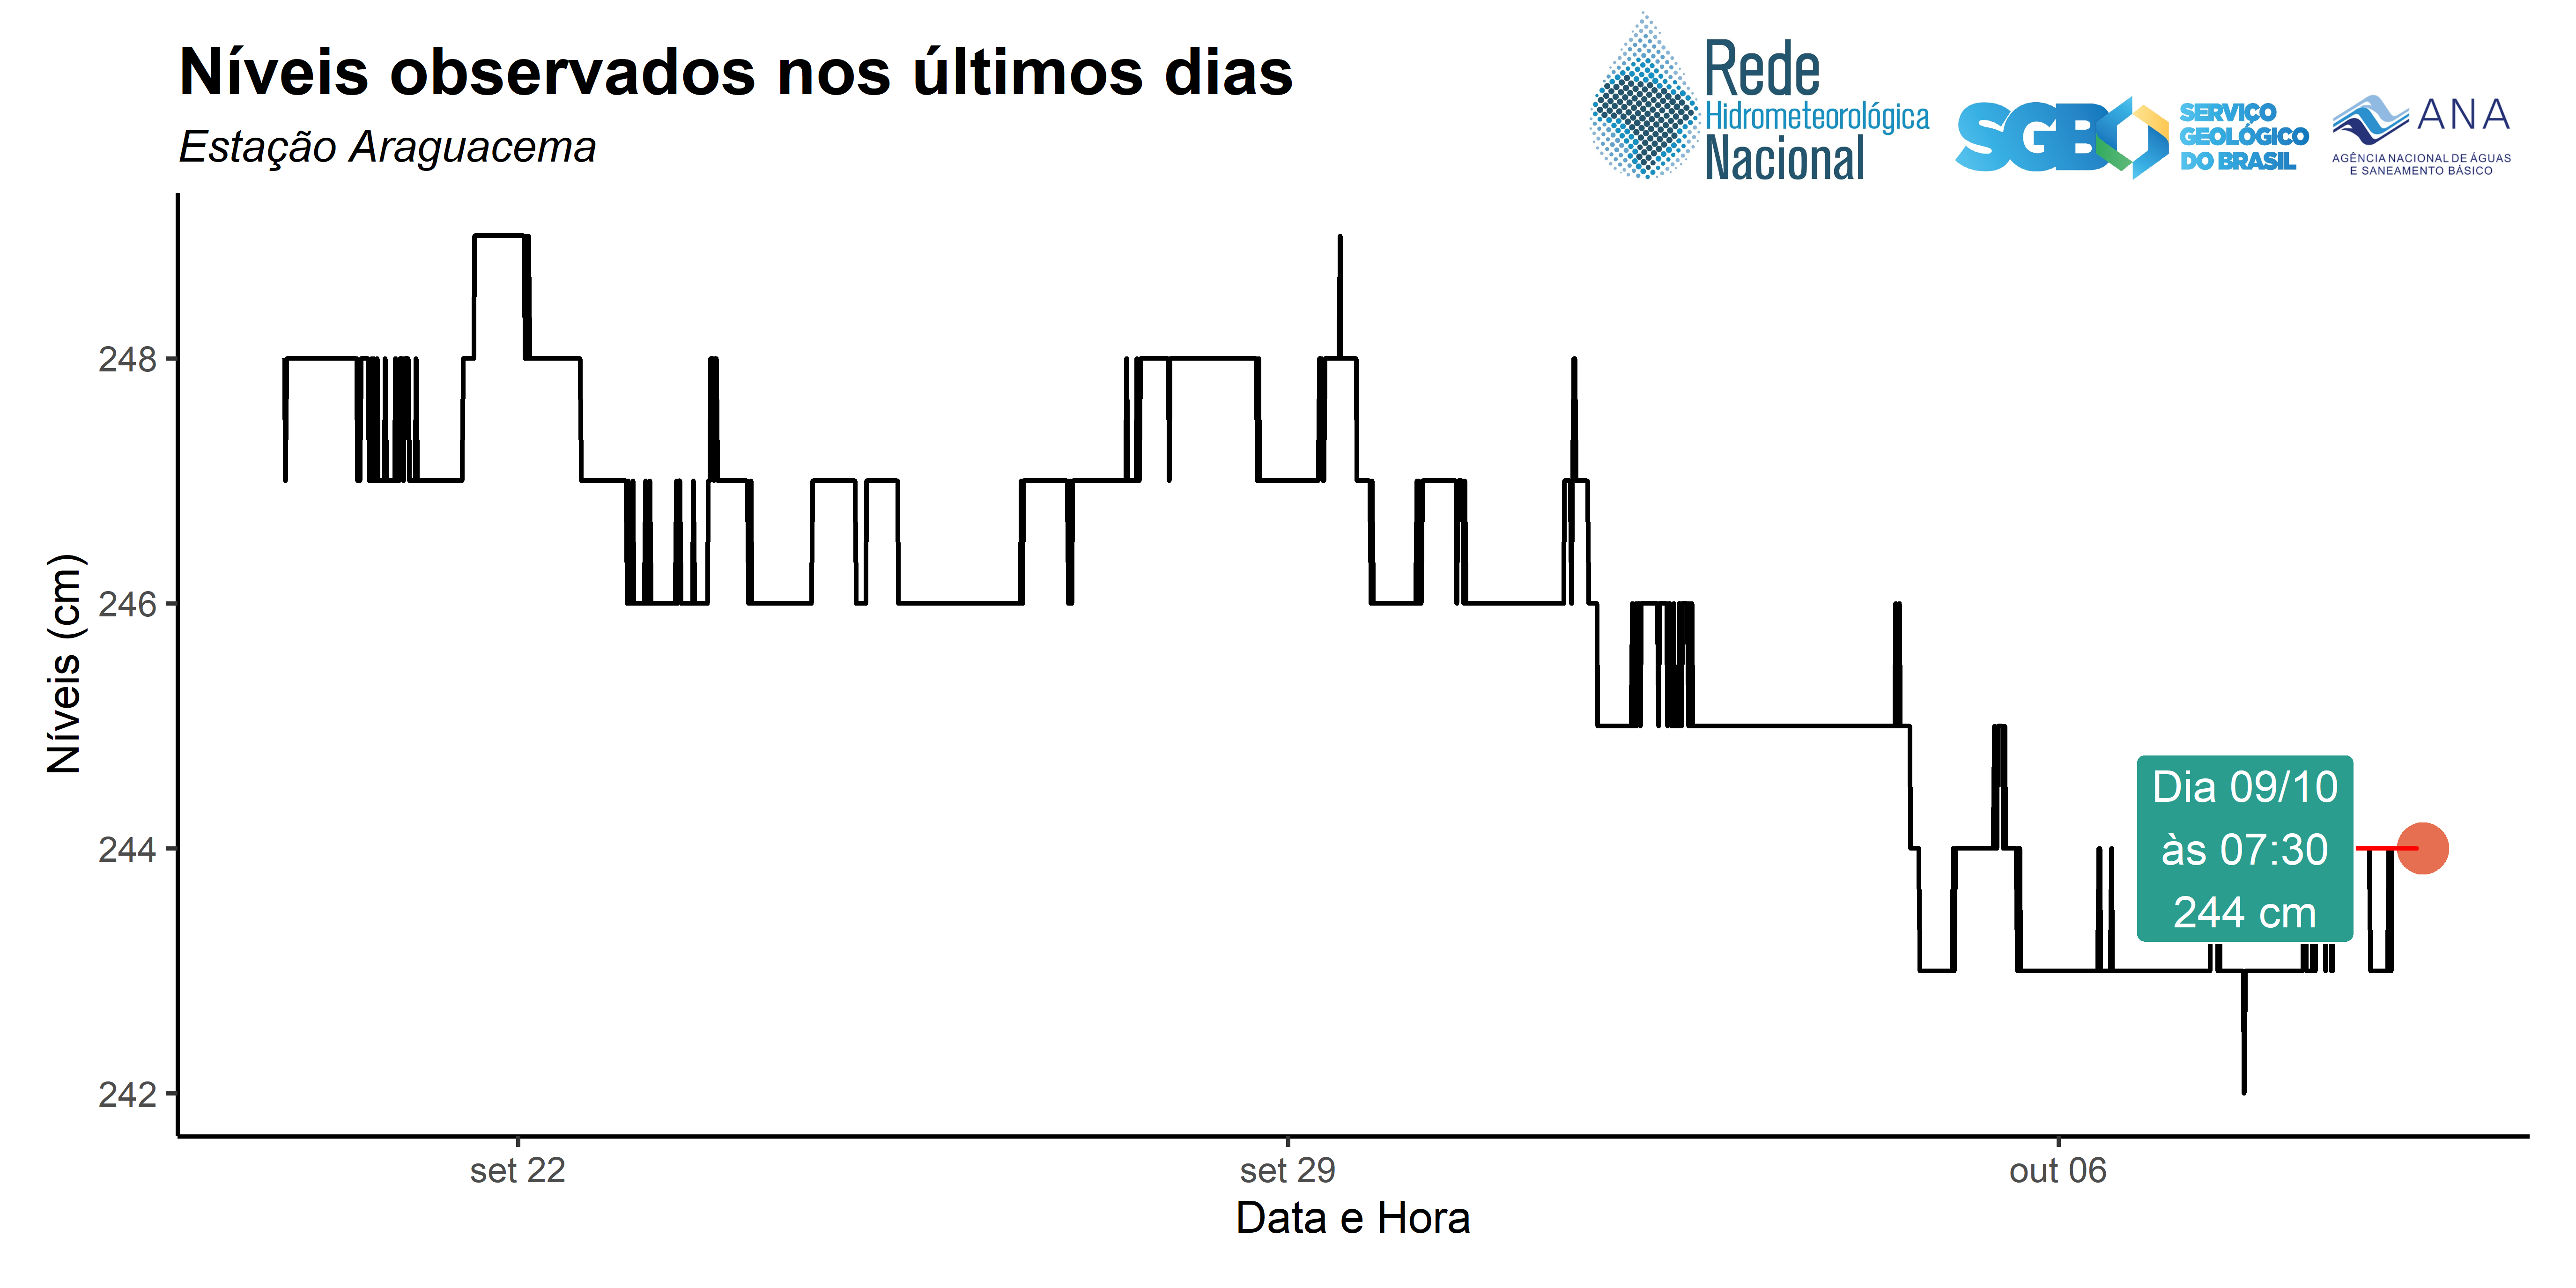 Níveis observados nos últimos dias
Estação Araguacema
Rede
Hidrometeorológica
Nacional
SGB
SERVIÇO
GEOLÓGICO
DO BRASIL
ANA
AGÊNCIA NACIONAL DE ÁGUAS
E SANEAMENTO BÁSICO
Níveis (cm)
248
246
244
242
Dia 09/10
às 07:30
244 cm
set 22
set 29
out 06
Data e Hora